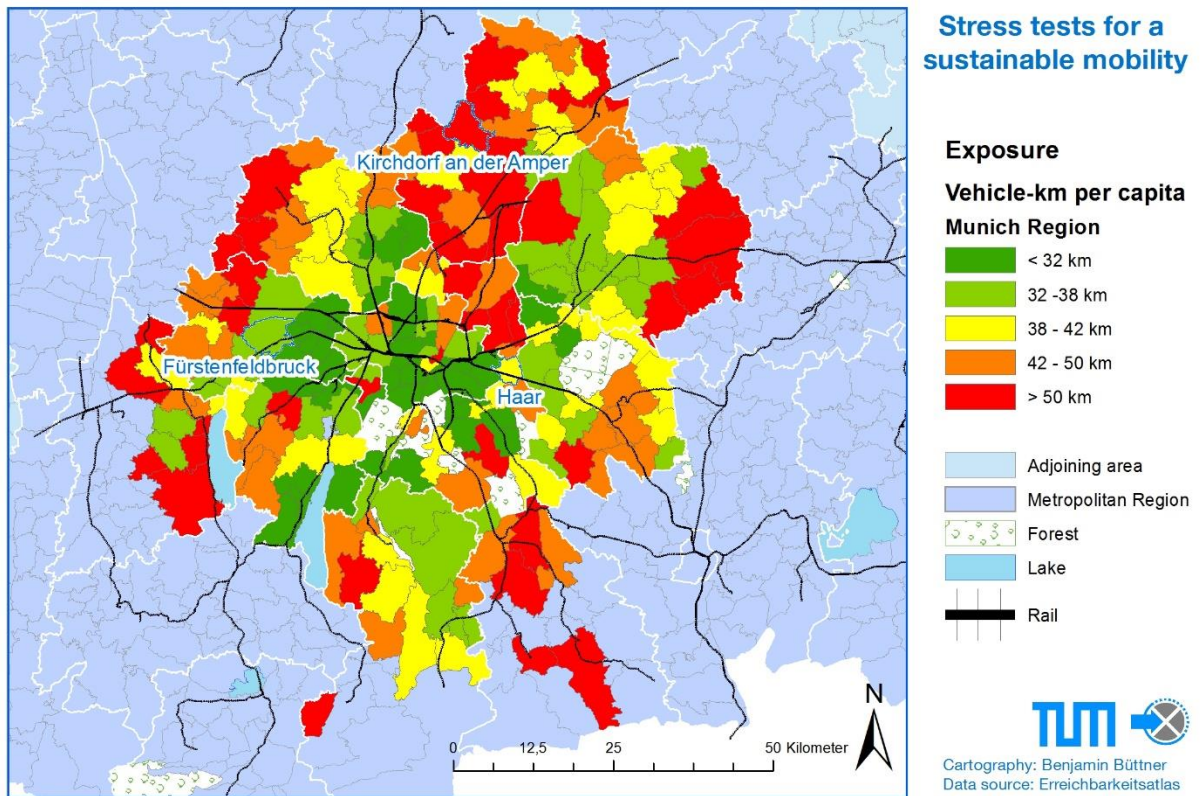 Stress tests for a
sustainable mobility
Kirchdorf an der Amper
Fürstenfeldbruck
Haar
Exposure
Vehicle-km per capita
Munich Region
< 32 km
32 -38 km
38 - 42 km
42 - 50 km
> 50 km
Adjoining area
Metropolitan Region
Forest
Lake
Rail
N
0 12,5 25 50 Kilometer
TUM
Cartography: Benjamin Büttner
Data source: Erreichbarkeitsatlas